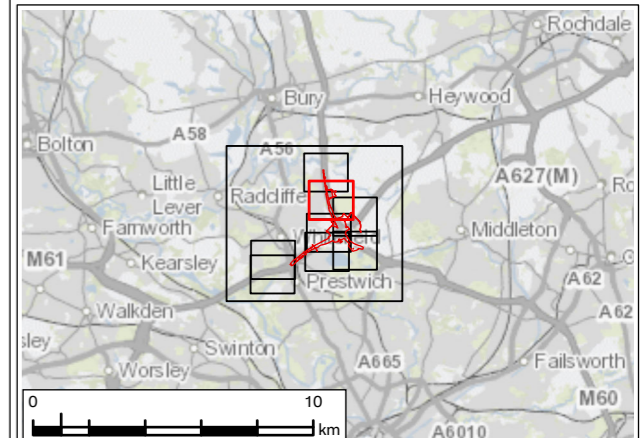 Rochdale
Bury
Heywood
Bolton
A58
A56
A627(M)
Little
Lever
Radcliffe
Farnworth
Middleton
M61
Kearsley
A62
Prestwich
Walkden
A62
Swinton
A665
Failsworth
Worsley
M60
A6010
0 10
km